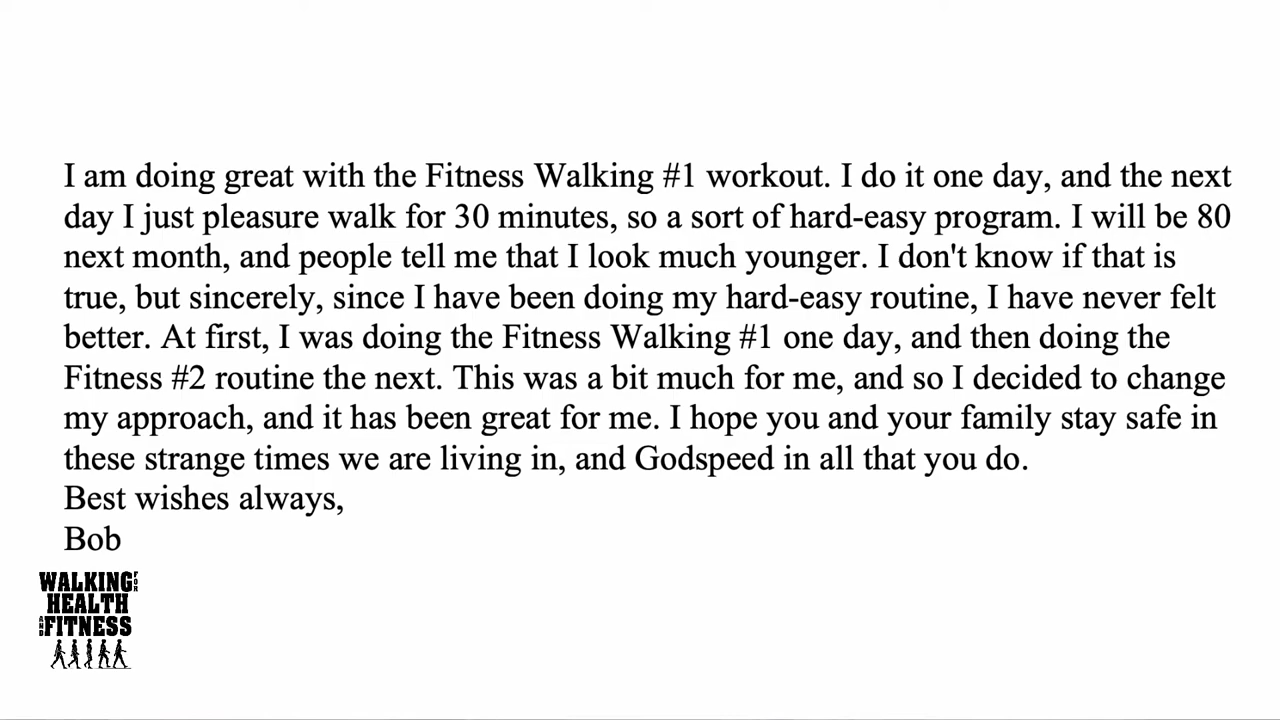 I am doing great with the Fitness Walking #1 workout. I do it one day, and the next
day I just pleasure walk for 30 minutes, so a sort of hard-easy program. I will be 80
next month, and people tell me that I look much younger. I don't know if that is
true, but sincerely, since I have been doing my hard-easy routine, I have never felt
better. At first, I was doing the Fitness Walking #1 one day, and then doing the
Fitness #2 routine the next. This was a bit much for me, and so I decided to change
my approach, and it has been great for me. I hope you and your family stay safe in
these strange times we are living in, and Godspeed in all that you do.
Best wishes always,
Bob
WALKING FOR
HEALTH
AND FITNESS